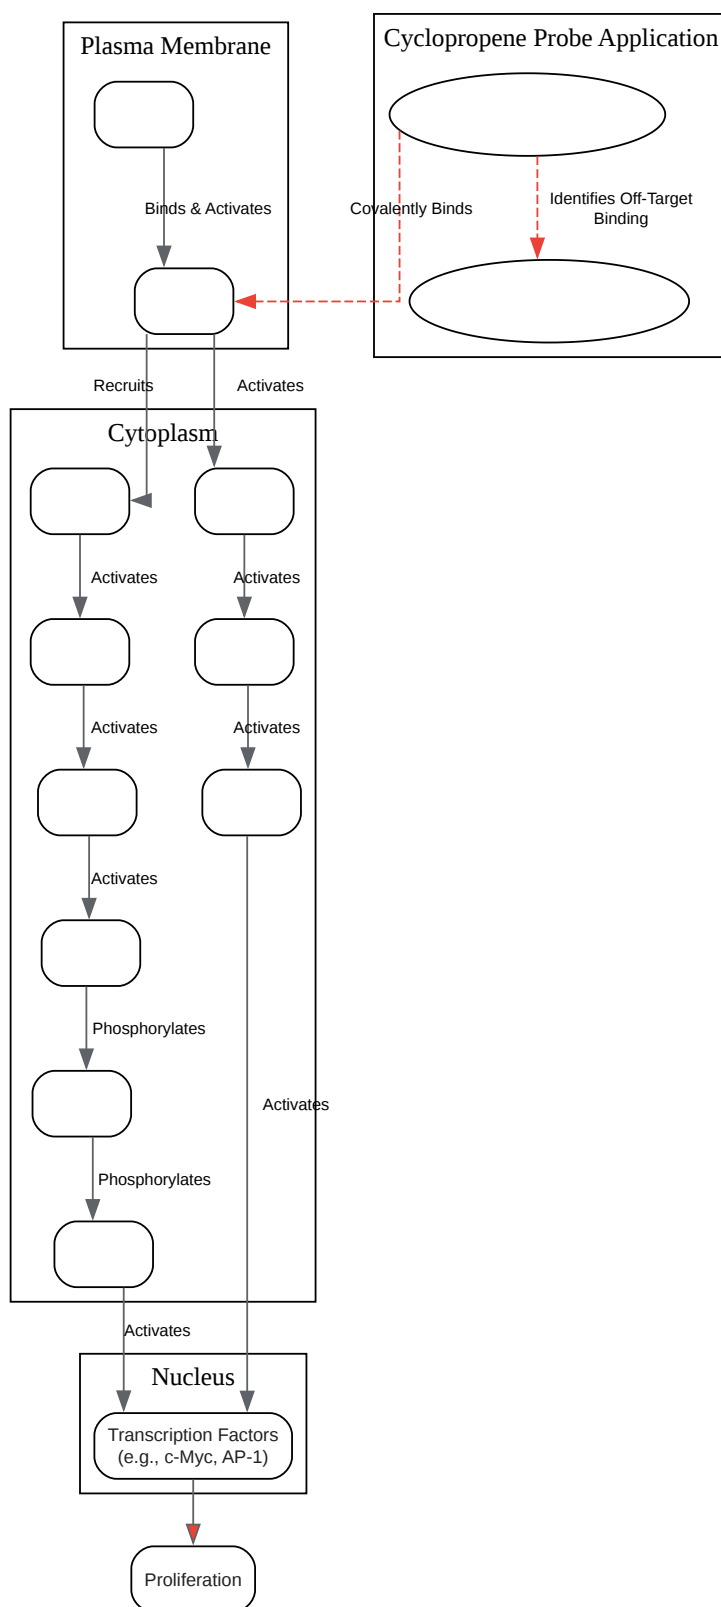 Plasma Membrane
Cyclopropene Probe Application
Binds & Activates
Covalently Binds
Identifies Off-Target
Binding
Recruits
Activates
Cytoplasm
Activates
Activates
Activates
Activates
Activates
Phosphorylates
Activates
Phosphorylates
Activates
Nucleus
Transcription Factors
(e.g., c-Myc, AP-1)
Proliferation